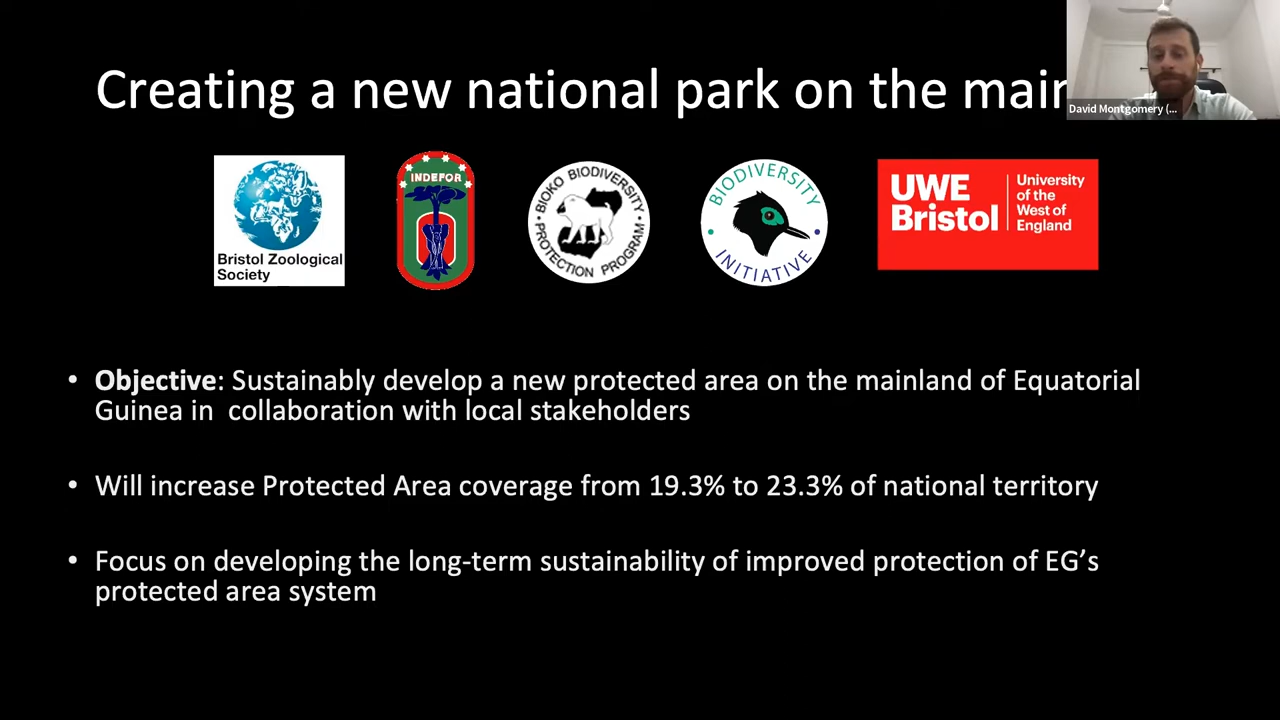 Creating a new national park on the main
David Montgomery (...
Bristol Zoological
Society
INDEFOR
BIOKO BIODIVERSITY
PROTECTION PROGRAM
BIODIVERSITY
INITIATIVE
UWE
Bristol
University
of the
West of
England
• Objective: Sustainably develop a new protected area on the mainland of Equatorial
Guinea in  collaboration with local stakeholders
• Will increase Protected Area coverage from 19.3% to 23.3% of national territory
• Focus on developing the long-term sustainability of improved protection of EG’s
protected area system